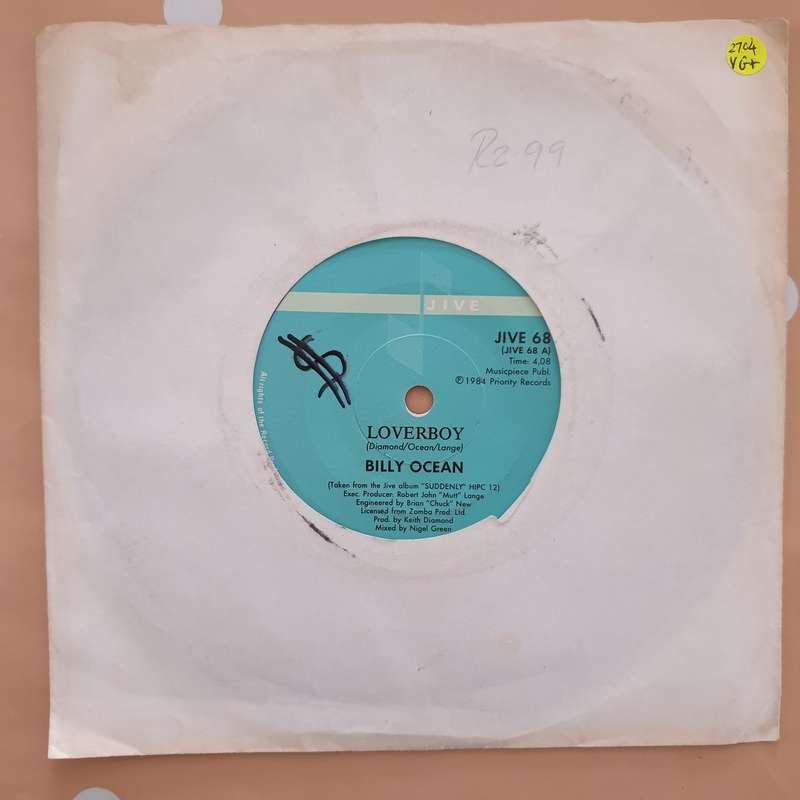 2704
VG+
R2 99
JIVE
JIVE 68
(JIVE 68 A)
Time: 4,08
Musicpiece Publ.
℗ 1984 Priority Records
All rights of the Record
LOVERBOY
(Diamond/Ocean/Lange)
BILLY OCEAN
(Taken from the Jive album "SUDDENLY" HIPC 12)
Exec. Producer: Robert John "Mutt" Lange
Engineered by Brian "Chuck" New
Licensed from Zomba Prod. Ltd.
Prod. by Keith Diamond
Mixed by Nigel Green